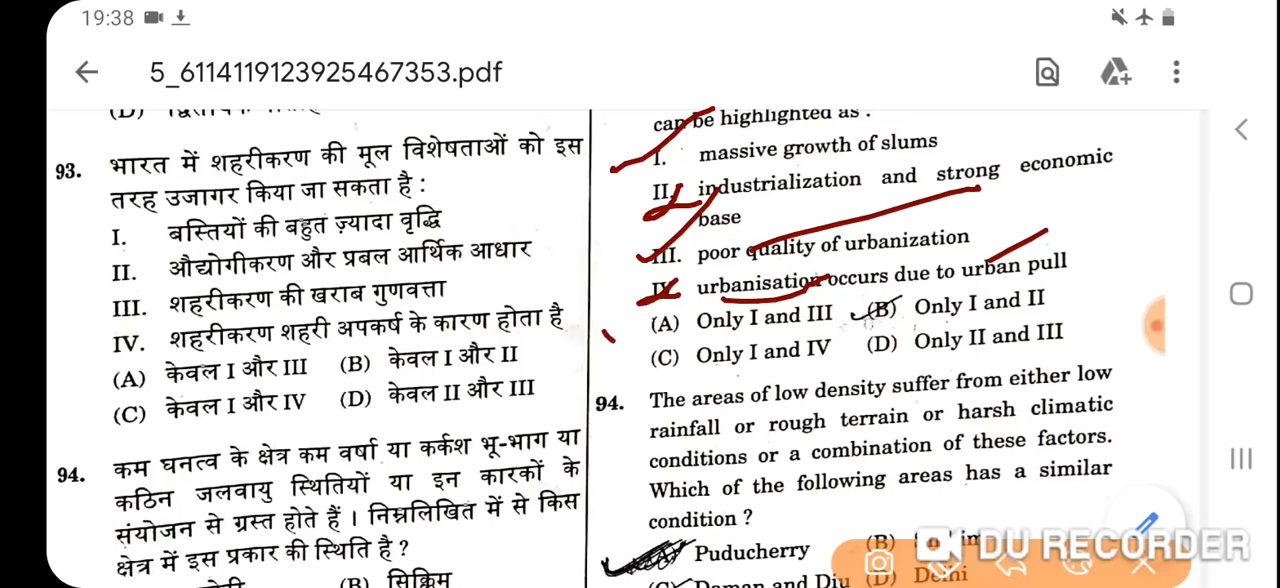 19:38
5_6114119123925467353.pdf
93. भारत में शहरीकरण की मूल विशेषताओं को इस
तरह उजागर किया जा सकता है :
I. बस्तियों की बहुत ज़्यादा वृद्धि
II. औद्योगीकरण और प्रबल आर्थिक आधार
III. शहरीकरण की खराब गुणवत्ता
IV. शहरीकरण शहरी अपकर्ष के कारण होता है
(A) केवल I और III (B) केवल I और II
(C) केवल I और IV (D) केवल II और III
94. कम घनत्व के क्षेत्र कम वर्षा या कर्कश भू-भाग या
कठिन जलवायु स्थितियों या इन कारकों के
संयोजन से ग्रस्त होते हैं । निम्नलिखित में से किस
क्षेत्र में इस प्रकार की स्थिति है ?
(B) सिक्किम
can be highlighted as :
I. massive growth of slums
II. industrialization and strong economic
base
III. poor quality of urbanization
IV. urbanisation occurs due to urban pull
(A) Only I and III (B) Only I and II
(C) Only I and IV (D) Only II and III
94. The areas of low density suffer from either low
rainfall or rough terrain or harsh climatic
conditions or a combination of these factors.
Which of the following areas has a similar
condition ?
(A) Puducherry (B)
Daman and Diu (D) Delhi
DU RECORDER